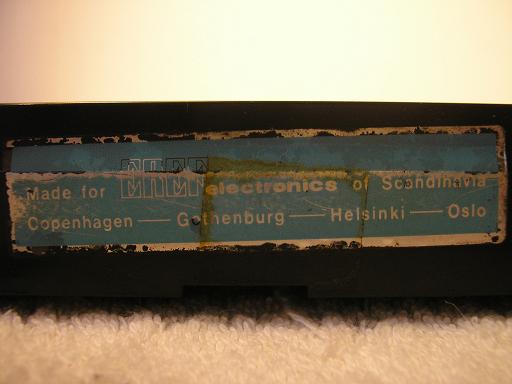 Made for electronics of Scandinavia
Copenhagen — Gothenburg — Helsinki — Oslo